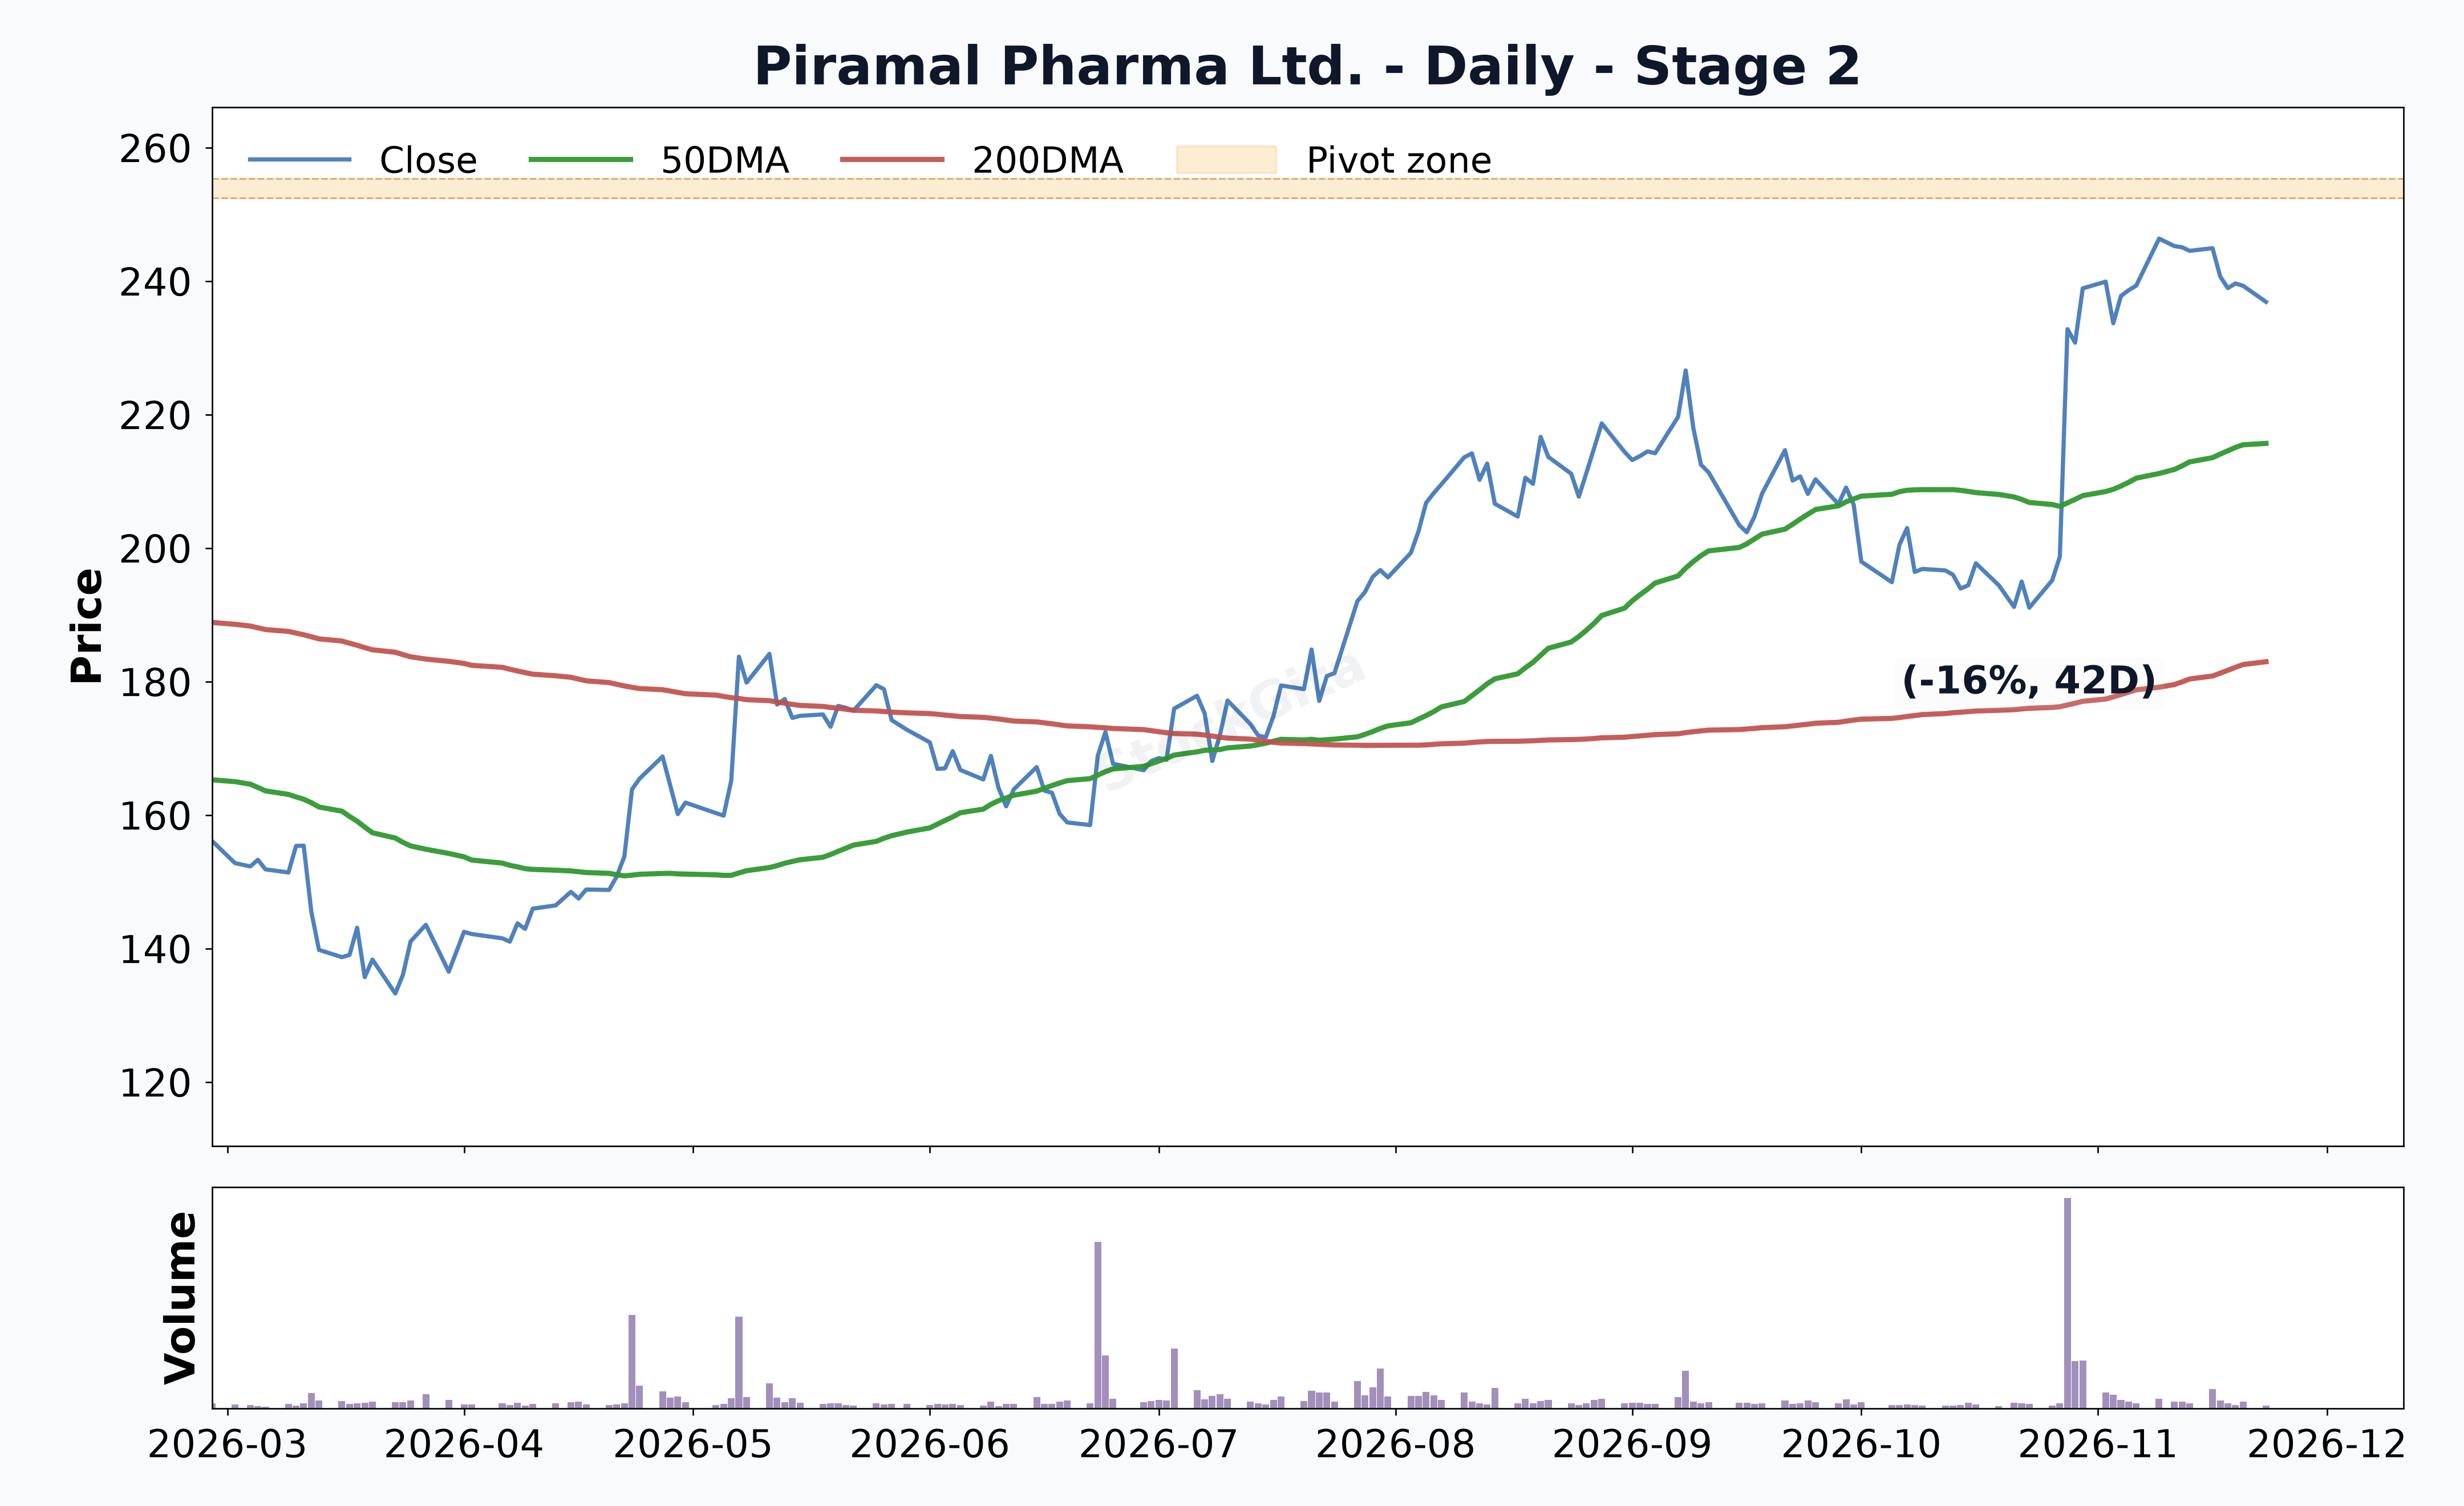 Piramal Pharma Ltd. - Daily - Stage 2
Close 50DMA 200DMA Pivot zone
Price
260
240
220
200
180
160
140
120
StockGita
(-16%, 42D)
Volume
2026-03 2026-04 2026-05 2026-06 2026-07 2026-08 2026-09 2026-10 2026-11 2026-12